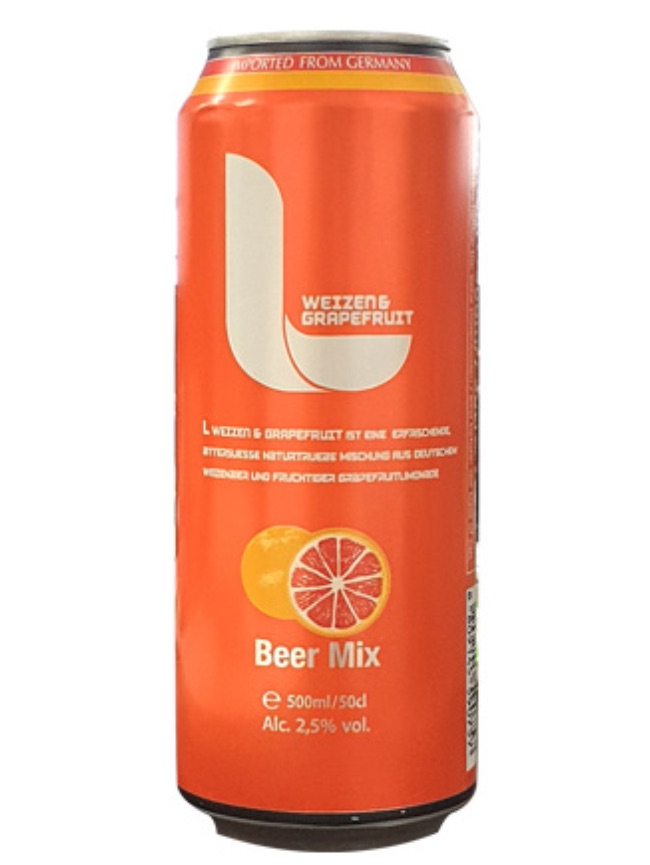 IMPORTED FROM GERMANY
L
WEIZEN &
GRAPEFRUIT
L WEIZEN & GRAPEFRUIT IST EINE ERFRISCHENDE,
BITTERSUESSE NATURTRUEBE MISCHUNG AUS DEUTSCHEM
WEIZENBIER UND FRUCHTIGER GRAPEFRUITLIMONADE
Beer Mix
℮ 500ml/50cl
Alc. 2,5% vol.